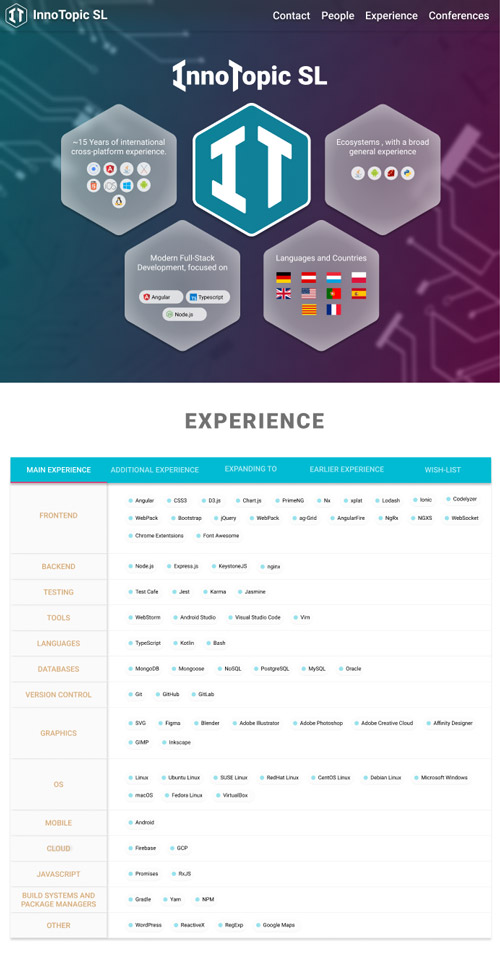 InnoTopic SL
Contact People Experience Conferences
InnoTopic SL
~15 Years of international
cross-platform experience.
IT
Ecosystems , with a broad
general experience
Modern Full-Stack
Development, focused on
Angular Typescript
Node.js
Languages and Countries
EXPERIENCE
MAIN EXPERIENCE ADDITIONAL EXPERIENCE EXPANDING TO EARLIER EXPERIENCE WISH-LIST
FRONTEND
Angular CSS3 D3.js Chart.js PrimeNG Nx xplat Lodash Ionic Codelyzer
WebPack Bootstrap jQuery WebPack ag-Grid AngularFire NgRx NGXS WebSocket
Chrome Extentsions Font Awesome
BACKEND
Node.js Express.js KeystoneJS nginx
TESTING
Test Cafe Jest Karma Jasmine
TOOLS
WebStorm Android Studio Visual Studio Code Vim
LANGUAGES
TypeScript Kotlin Bash
DATABASES
MongoDB Mongoose NoSQL PostgreSQL MySQL Oracle
VERSION CONTROL
Git GitHub GitLab
GRAPHICS
SVG Figma Blender Adobe Illustrator Adobe Photoshop Adobe Creative Cloud Affinity Designer
GIMP Inkscape
OS
Linux Ubuntu Linux SUSE Linux RedHat Linux CentOS Linux Debian Linux Microsoft Windows
macOS Fedora Linux VirtualBox
MOBILE
Android
CLOUD:
Firebase GCP
JAVASCRIPT
Promises RxJS
BUILD SYSTEMS AND
PACKAGE MANAGERS
Gradle Yarn NPM
OTHER
WordPress ReactiveX RegExp Google Maps